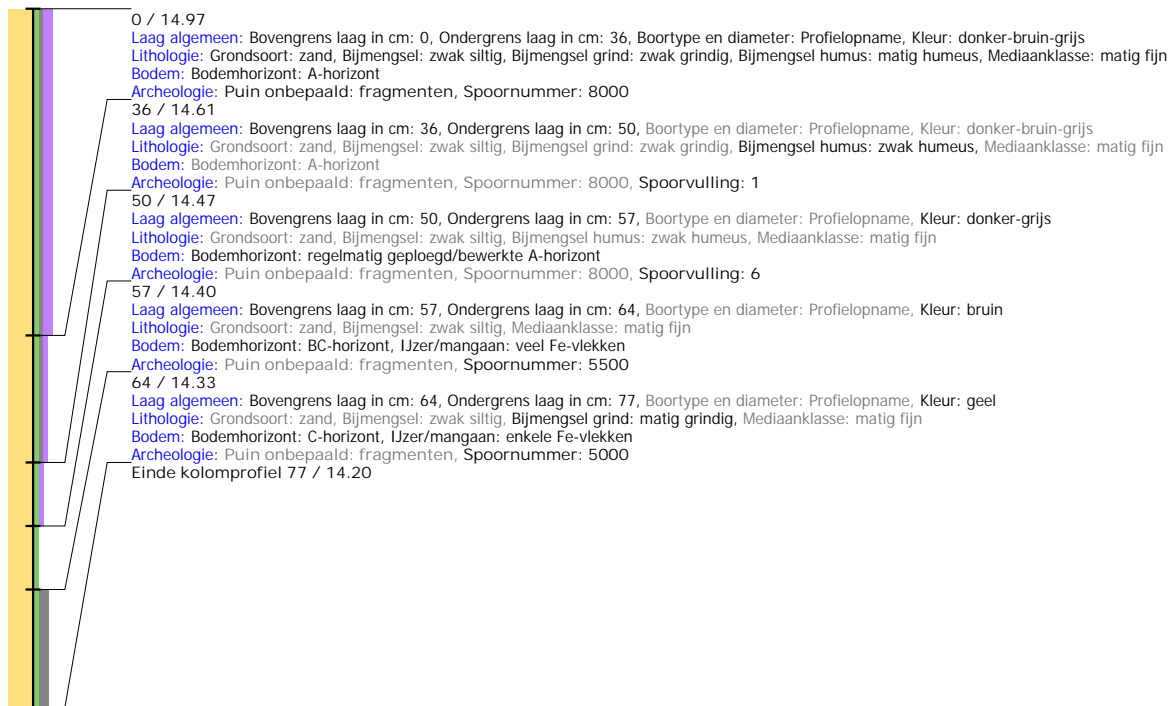 0 / 14.97
Laag algemeen: Bovengrens laag in cm: 0, Ondergrens laag in cm: 36, Boortype en diameter: Profielopname, Kleur: donker-bruin-grijs
Lithologie: Grondsoort: zand, Bijmengsel: zwak siltig, Bijmengsel grind: zwak grindig, Bijmengsel humus: matig humeus, Mediaanklasse: matig fijn
Bodem: Bodemhorizont: A-horizont
Archeologie: Puin onbepaald: fragmenten, Spoornummer: 8000
36 / 14.61
Laag algemeen: Bovengrens laag in cm: 36, Ondergrens laag in cm: 50, Boortype en diameter: Profielopname, Kleur: donker-bruin-grijs
Lithologie: Grondsoort: zand, Bijmengsel: zwak siltig, Bijmengsel grind: zwak grindig, Bijmengsel humus: zwak humeus, Mediaanklasse: matig fijn
Bodem: Bodemhorizont: A-horizont
Archeologie: Puin onbepaald: fragmenten, Spoornummer: 8000, Spoorvulling: 1
50 / 14.47
Laag algemeen: Bovengrens laag in cm: 50, Ondergrens laag in cm: 57, Boortype en diameter: Profielopname, Kleur: donker-grijs
Lithologie: Grondsoort: zand, Bijmengsel: zwak siltig, Bijmengsel humus: zwak humeus, Mediaanklasse: matig fijn
Bodem: Bodemhorizont: regelmatig geploegd/bewerkte A-horizont
Archeologie: Puin onbepaald: fragmenten, Spoornummer: 8000, Spoorvulling: 6
57 / 14.40
Laag algemeen: Bovengrens laag in cm: 57, Ondergrens laag in cm: 64, Boortype en diameter: Profielopname, Kleur: bruin
Lithologie: Grondsoort: zand, Bijmengsel: zwak siltig, Mediaanklasse: matig fijn
Bodem: Bodemhorizont: BC-horizont, IJzer/mangaan: veel Fe-vlekken
Archeologie: Puin onbepaald: fragmenten, Spoornummer: 5500
64 / 14.33
Laag algemeen: Bovengrens laag in cm: 64, Ondergrens laag in cm: 77, Boortype en diameter: Profielopname, Kleur: geel
Lithologie: Grondsoort: zand, Bijmengsel: zwak siltig, Bijmengsel grind: matig grindig, Mediaanklasse: matig fijn
Bodem: Bodemhorizont: C-horizont, IJzer/mangaan: enkele Fe-vlekken
Archeologie: Puin onbepaald: fragmenten, Spoornummer: 5000
Einde kolomprofiel 77 / 14.20